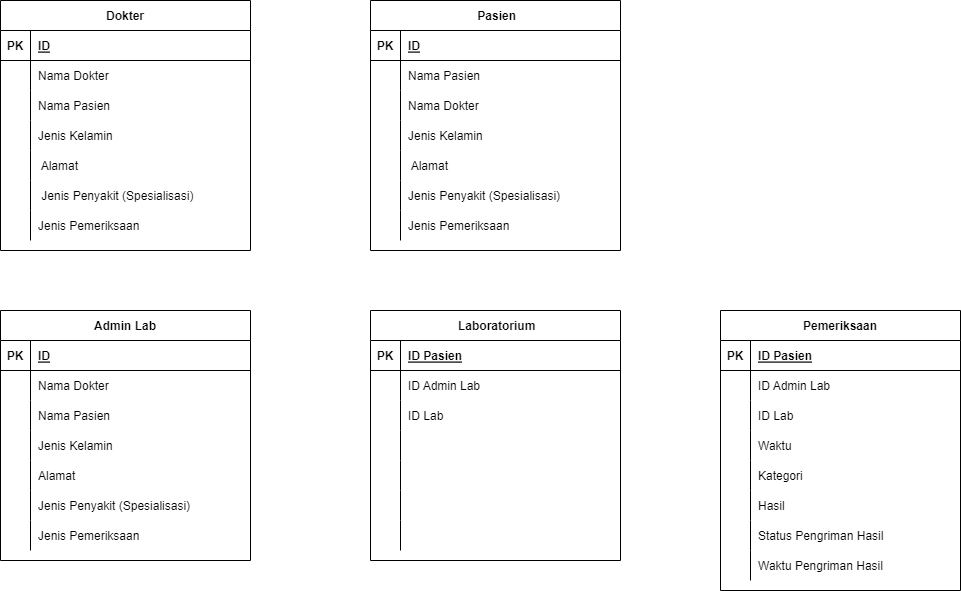 Dokter
PK ID
Nama Dokter
Nama Pasien
Jenis Kelamin
Alamat
Jenis Penyakit (Spesialisasi)
Jenis Pemeriksaan
Pasien
PK ID
Nama Pasien
Nama Dokter
Jenis Kelamin
Alamat
Jenis Penyakit (Spesialisasi)
Jenis Pemeriksaan
Admin Lab
PK ID
Nama Dokter
Nama Pasien
Jenis Kelamin
Alamat
Jenis Penyakit (Spesialisasi)
Jenis Pemeriksaan
Laboratorium
PK ID Pasien
ID Admin Lab
ID Lab
Pemeriksaan
PK ID Pasien
ID Admin Lab
ID Lab
Waktu
Kategori
Hasil
Status Pengriman Hasil
Waktu Pengriman Hasil